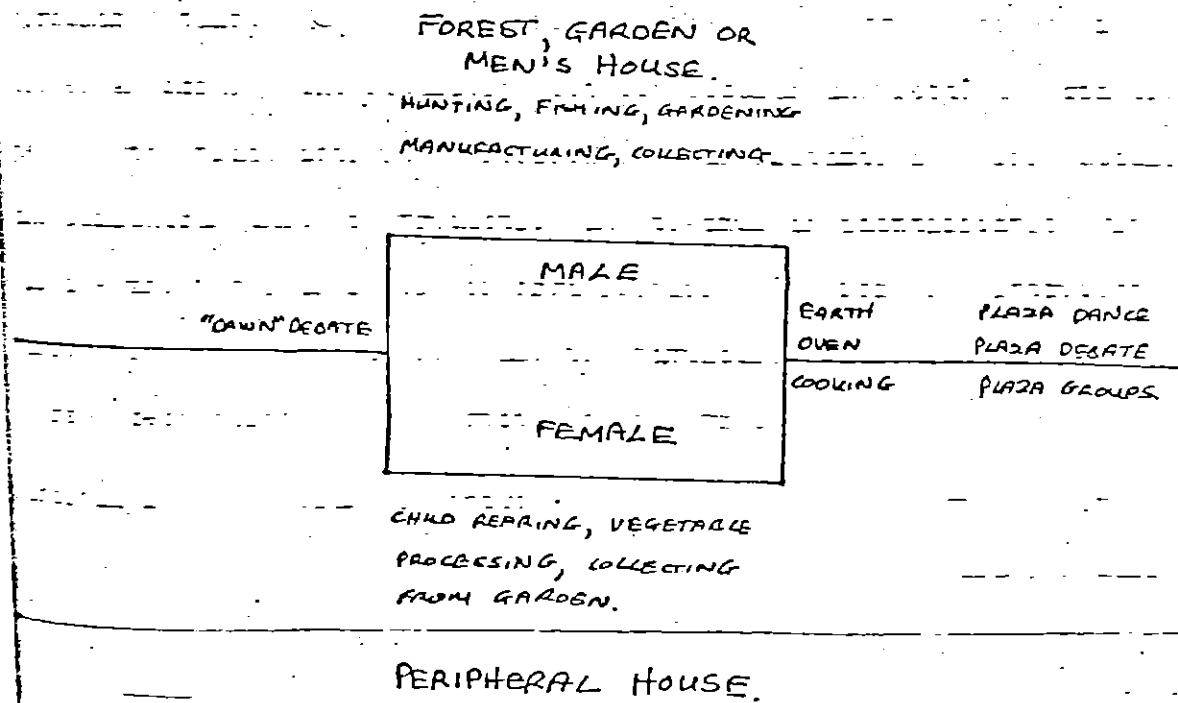 FOREST, GARDEN OR
MEN'S HOUSE.
HUNTING, FISHING, GARDENING
MANUFACTURING, COLLECTING
MALE
"DAWN" DEBATE
EARTH PLAZA DANCE
OVEN PLAZA DEBATE
COOKING PLAZA GROUPS
FEMALE
CHILD REARING, VEGETABLE
PROCESSING, COLLECTING
FROM GARDEN.
PERIPHERAL HOUSE.